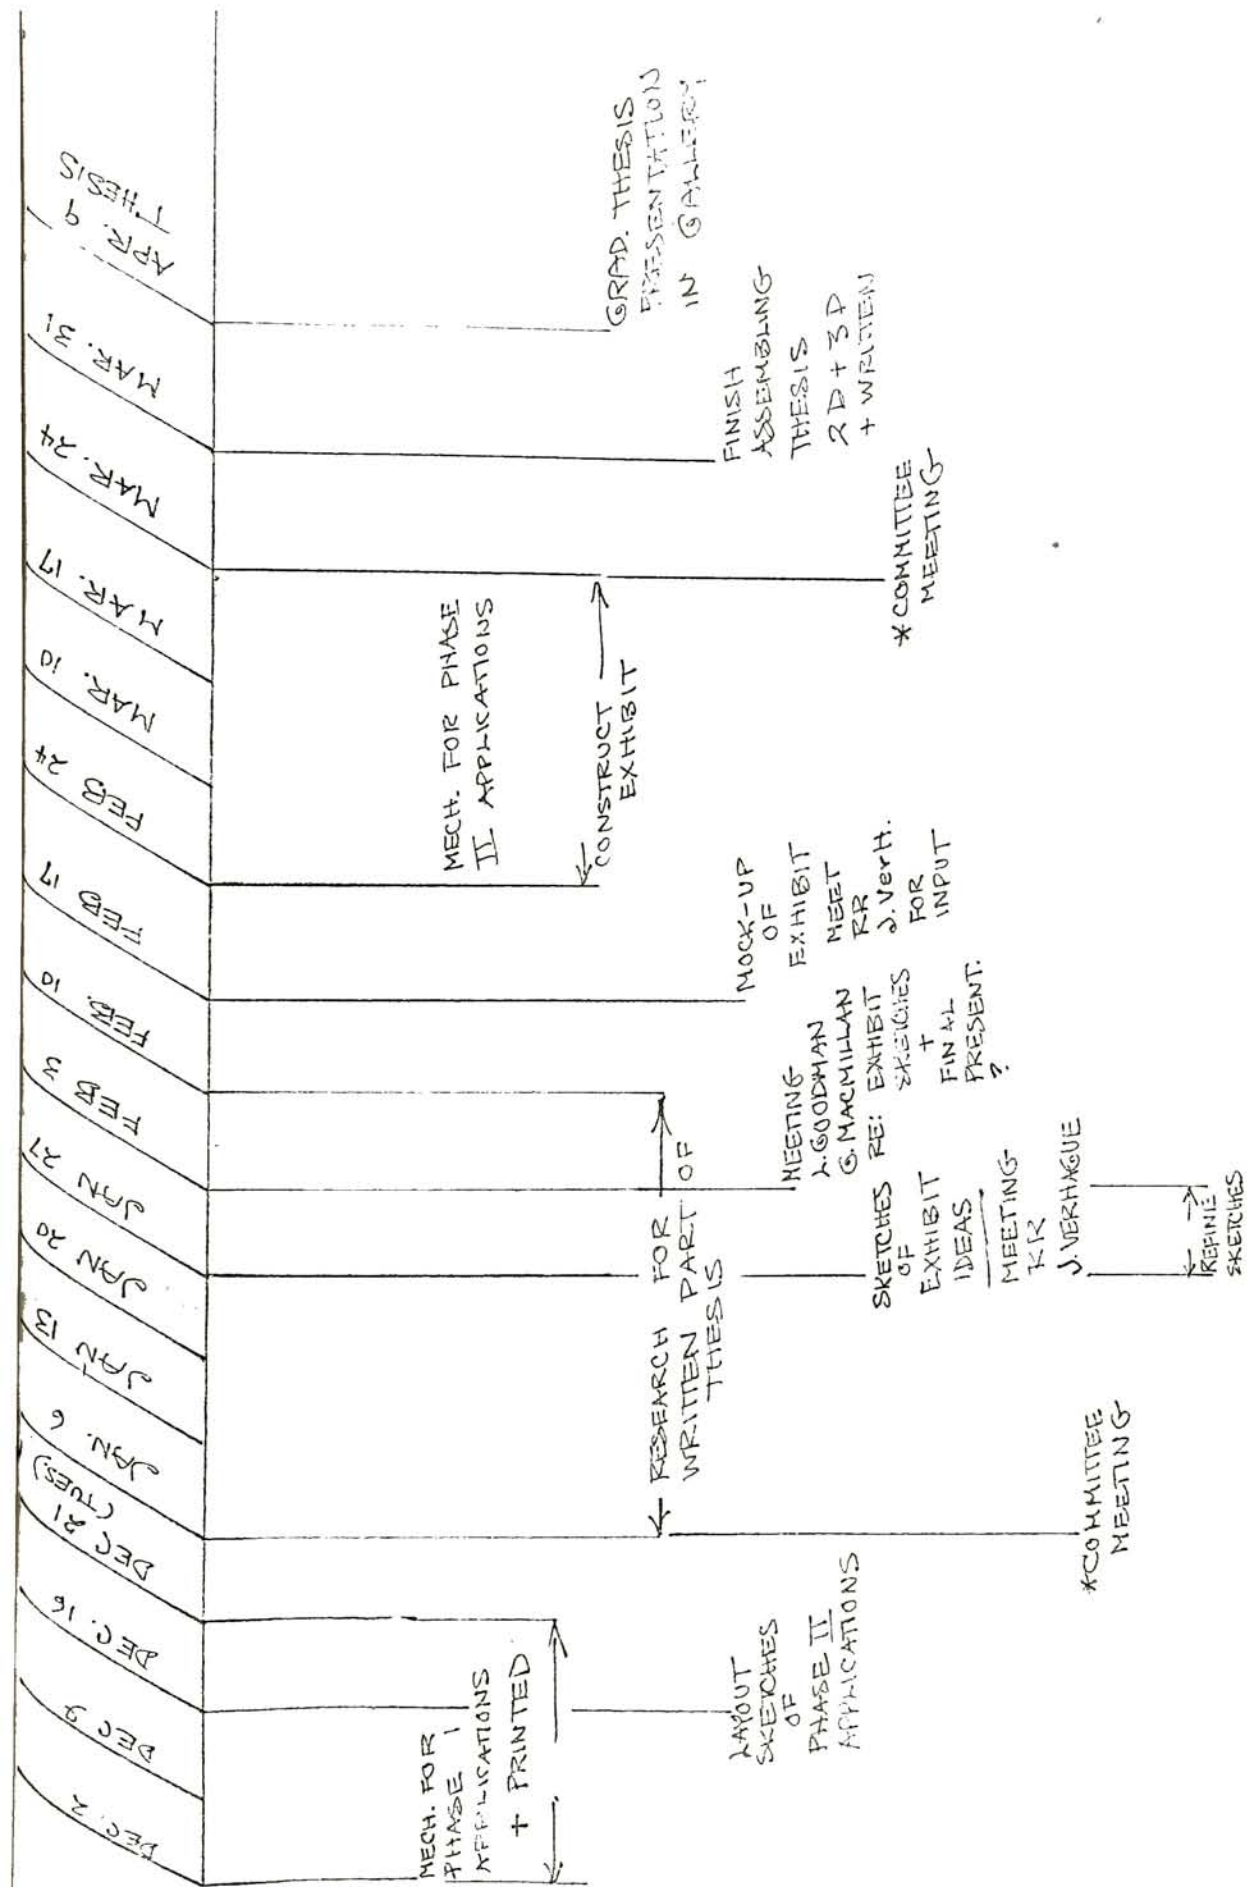 DEC. 2
DEC 9
DEC. 16
DEC 21
(TUES.)
JAN. 6
JAN 13
JAN 20
JAN 27
FEB 3
FEB. 10
FEB 17
FEB 24
MAR. 10
MAR. 17
MAR. 24
MAR. 31
APR. 9
THESIS
MECH. FOR
PHASE I
APPLICATIONS
+ PRINTED
LAYOUT
SKETCHES
OF
PHASE II
APPLICATIONS
*COMMITTEE
MEETING
RESEARCH FOR
WRITTEN PART OF
THESIS
SKETCHES
OF
EXHIBIT
IDEAS
MEETING
J. VERHAGUE
REFINE
SKETCHES
MEETING
L. GOODMAN
G. MACMILLAN
RE: EXHIBIT
SKETCHES
+
FINAL
PRESENT.
?
MOCK-UP
OF
EXHIBIT
MEET
RR
J. VerH.
FOR
INPUT
MECH. FOR PHASE
II APPLICATIONS
CONSTRUCT
EXHIBIT
*COMMITTEE
MEETING
FINISH
ASSEMBLING
THESIS
2D + 3D
+ WRITTEN
GRAD. THESIS
PRESENTATION
IN GALLERY